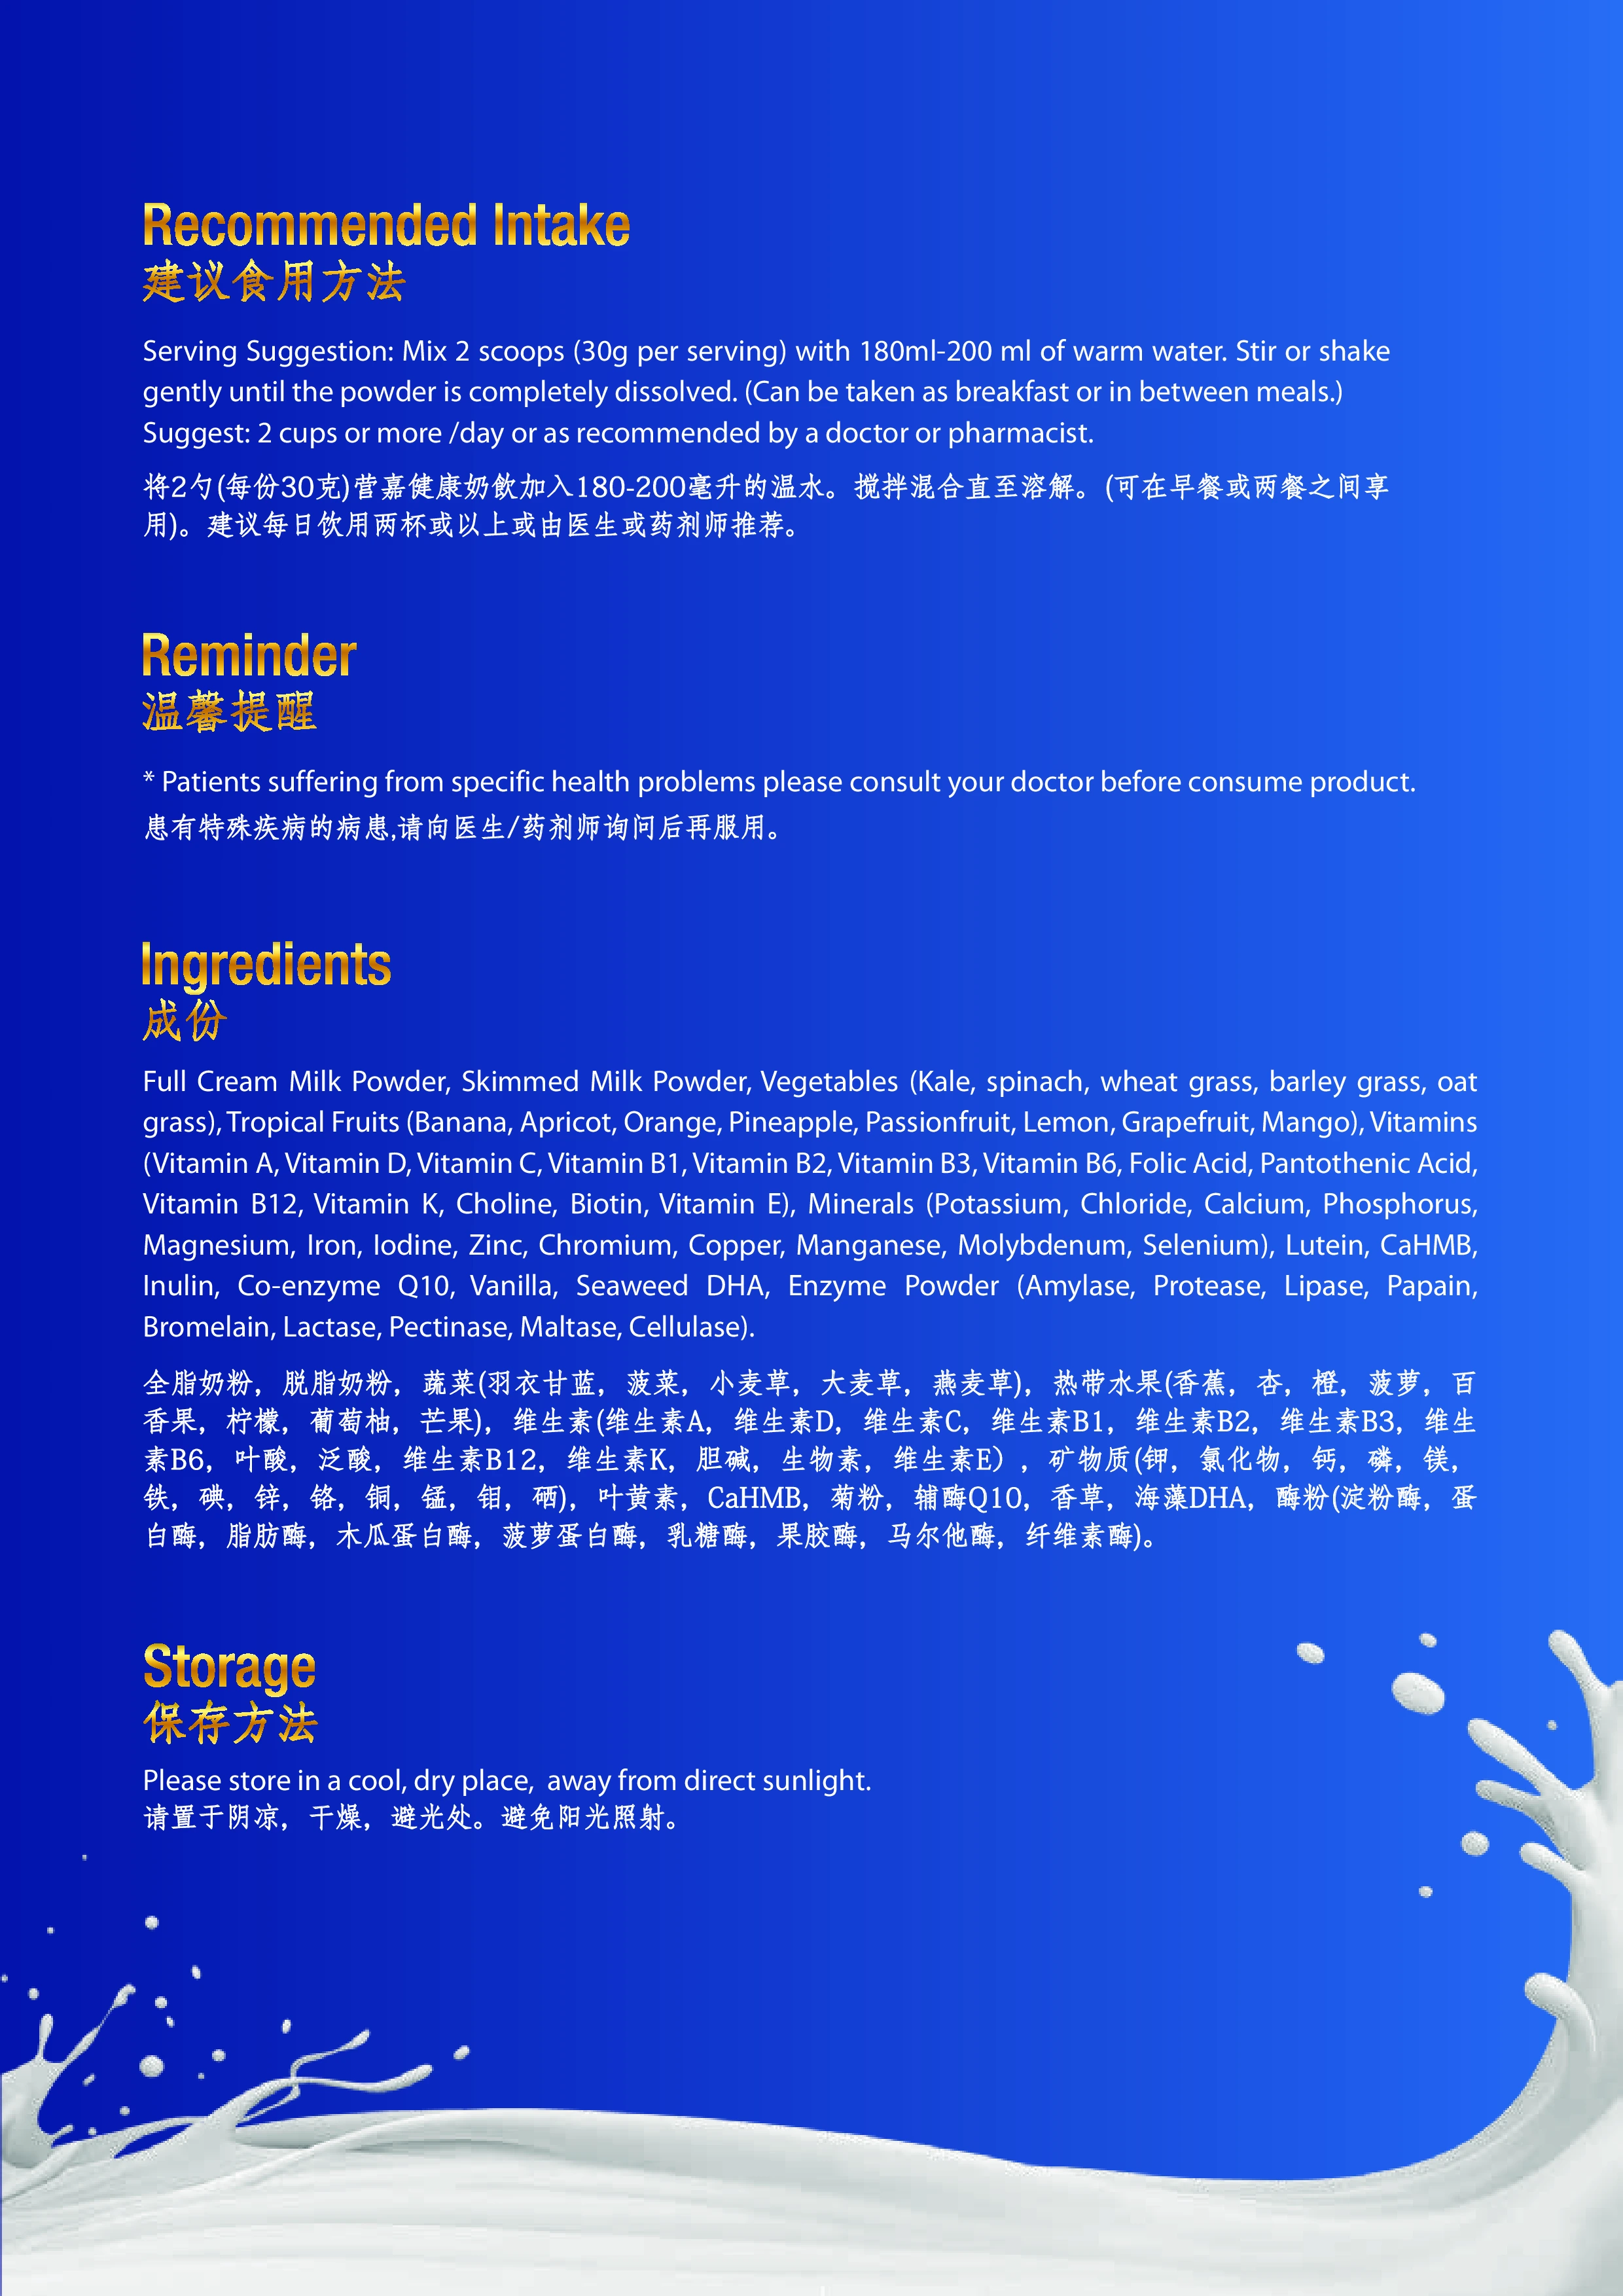 Recommended Intake
建议食用方法
Serving Suggestion: Mix 2 scoops (30g per serving) with 180ml-200 ml of warm water. Stir or shake
gently until the powder is completely dissolved. (Can be taken as breakfast or in between meals.)
Suggest: 2 cups or more /day or as recommended by a doctor or pharmacist.
将2勺(每份30克)营嘉健康奶飲加入180-200毫升的温水。搅拌混合直至溶解。(可在早餐或两餐之间享
用)。建议每日饮用两杯或以上或由医生或药剂师推荐。
Reminder
温馨提醒
* Patients suffering from specific health problems please consult your doctor before consume product.
患有特殊疾病的病患,请向医生/药剂师询问后再服用。
Ingredients
成份
Full Cream Milk Powder, Skimmed Milk Powder, Vegetables (Kale, spinach, wheat grass, barley grass, oat
grass), Tropical Fruits (Banana, Apricot, Orange, Pineapple, Passionfruit, Lemon, Grapefruit, Mango), Vitamins
(Vitamin A, Vitamin D, Vitamin C, Vitamin B1, Vitamin B2, Vitamin B3, Vitamin B6, Folic Acid, Pantothenic Acid,
Vitamin B12, Vitamin K, Choline, Biotin, Vitamin E), Minerals (Potassium, Chloride, Calcium, Phosphorus,
Magnesium, Iron, Iodine, Zinc, Chromium, Copper, Manganese, Molybdenum, Selenium), Lutein, CaHMB,
Inulin, Co-enzyme Q10, Vanilla, Seaweed DHA, Enzyme Powder (Amylase, Protease, Lipase, Papain,
Bromelain, Lactase, Pectinase, Maltase, Cellulase).
全脂奶粉，脱脂奶粉，蔬菜(羽衣甘蓝，菠菜，小麦草，大麦草，燕麦草)，热带水果(香蕉，杏，橙，菠萝，百
香果，柠檬，葡萄柚，芒果)，维生素(维生素A，维生素D，维生素C，维生素B1，维生素B2，维生素B3，维生
素B6，叶酸，泛酸，维生素B12，维生素K，胆碱，生物素，维生素E），矿物质(钾，氯化物，钙，磷，镁，
铁，碘，锌，铬，铜，锰，钼，硒)，叶黄素，CaHMB，菊粉，辅酶Q10，香草，海藻DHA，酶粉(淀粉酶，蛋
白酶，脂肪酶，木瓜蛋白酶，菠萝蛋白酶，乳糖酶，果胶酶，马尔他酶，纤维素酶)。
Storage
保存方法
Please store in a cool, dry place,  away from direct sunlight.
请置于阴凉，干燥，避光处。避免阳光照射。